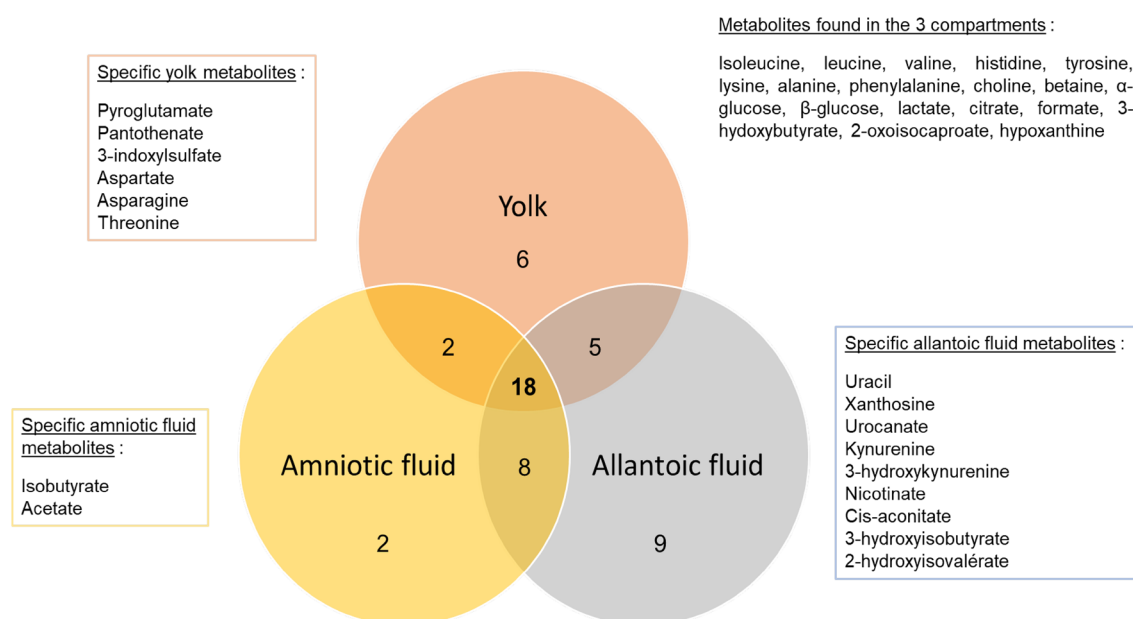 Metabolites found in the 3 compartments :
Isoleucine, leucine, valine, histidine, tyrosine,
lysine, alanine, phenylalanine, choline, betaine, α-
glucose, β-glucose, lactate, citrate, formate, 3-
hydoxybutyrate, 2-oxoisocaproate, hypoxanthine
Specific yolk metabolites :
Pyroglutamate
Pantothenate
3-indoxylsulfate
Aspartate
Asparagine
Threonine
Yolk
6
2
5
18
Specific amniotic fluid
metabolites :
Isobutyrate
Acetate
Amniotic fluid
8
Allantoic fluid
2
9
Specific allantoic fluid metabolites :
Uracil
Xanthosine
Urocanate
Kynurenine
3-hydroxykynurenine
Nicotinate
Cis-aconitate
3-hydroxyisobutyrate
2-hydroxyisovalérate